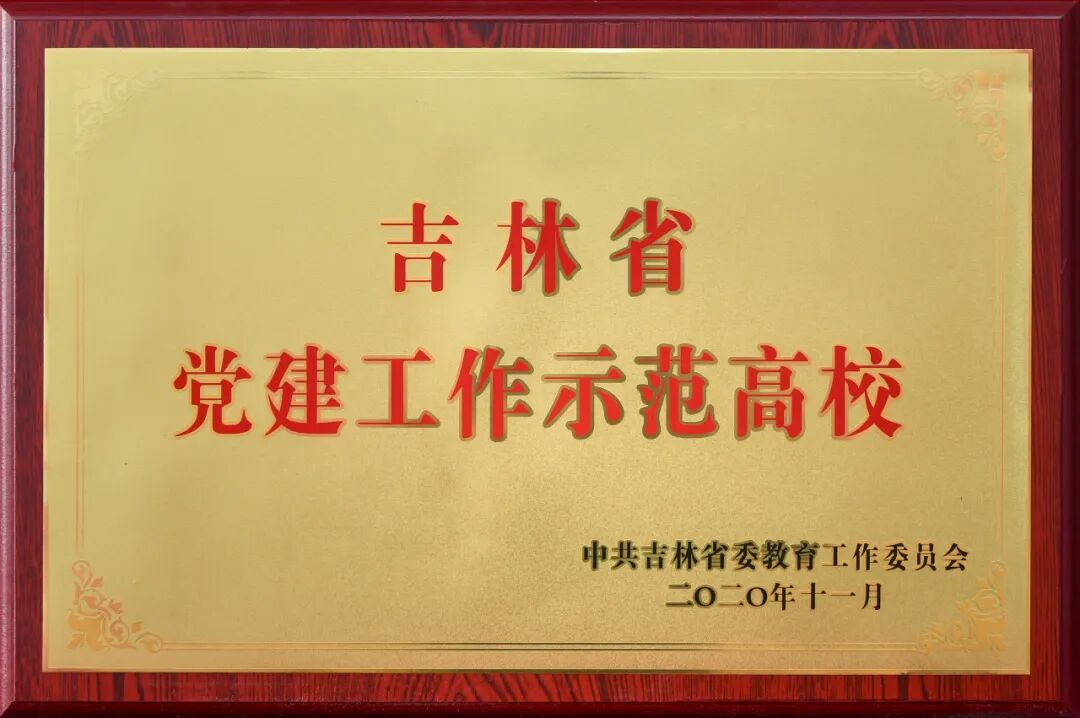 吉林省
党建工作示范高校
中共吉林省委教育工作委员会
二〇二〇年十一月